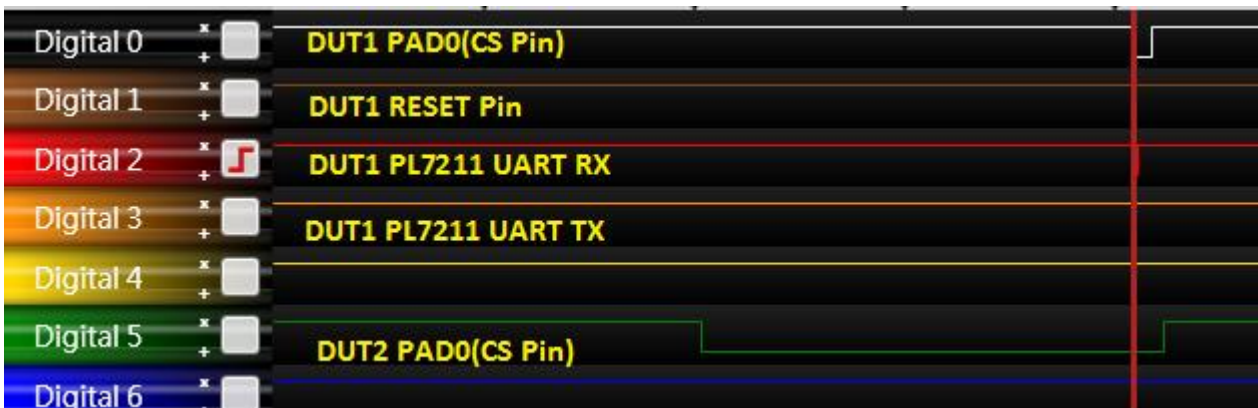 Digital 0 DUT1 PAD0(CS Pin)
Digital 1 DUT1 RESET Pin
Digital 2 DUT1 PL7211 UART RX
Digital 3 DUT1 PL7211 UART TX
Digital 4
Digital 5 DUT2 PAD0(CS Pin)
Digital 6